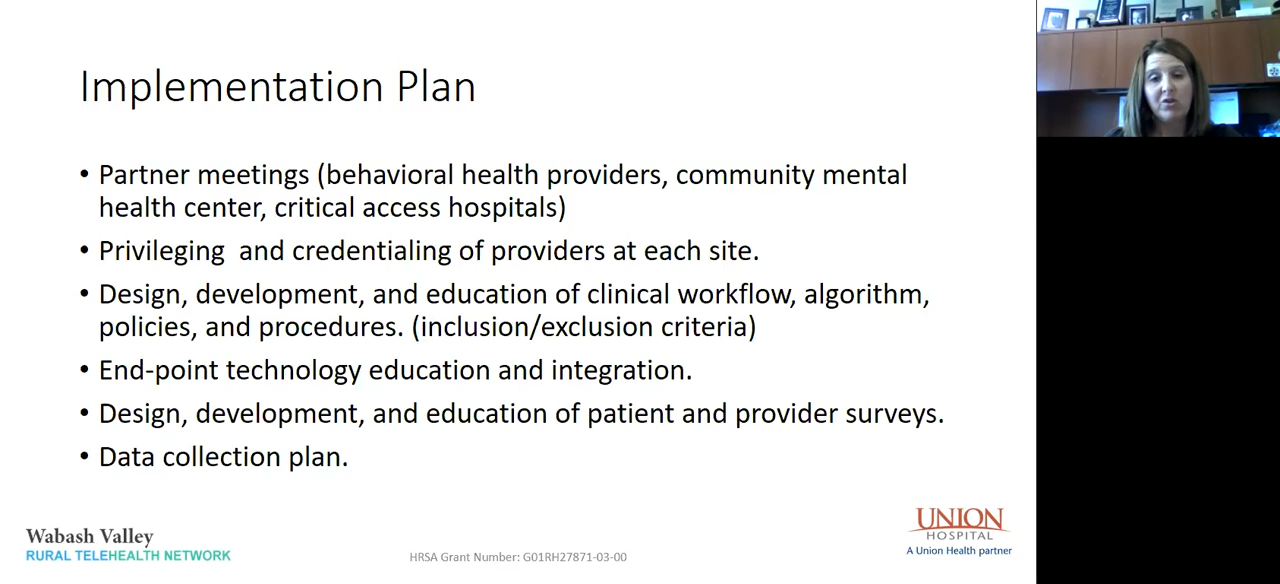 Implementation Plan
• Partner meetings (behavioral health providers, community mental
health center, critical access hospitals)
• Privileging  and credentialing of providers at each site.
• Design, development, and education of clinical workflow, algorithm,
policies, and procedures. (inclusion/exclusion criteria)
• End-point technology education and integration.
• Design, development, and education of patient and provider surveys.
• Data collection plan.
Wabash Valley
RURAL TELEHEALTH NETWORK
HRSA Grant Number: G01RH27871-03-00
UNION
HOSPITAL
A Union Health partner